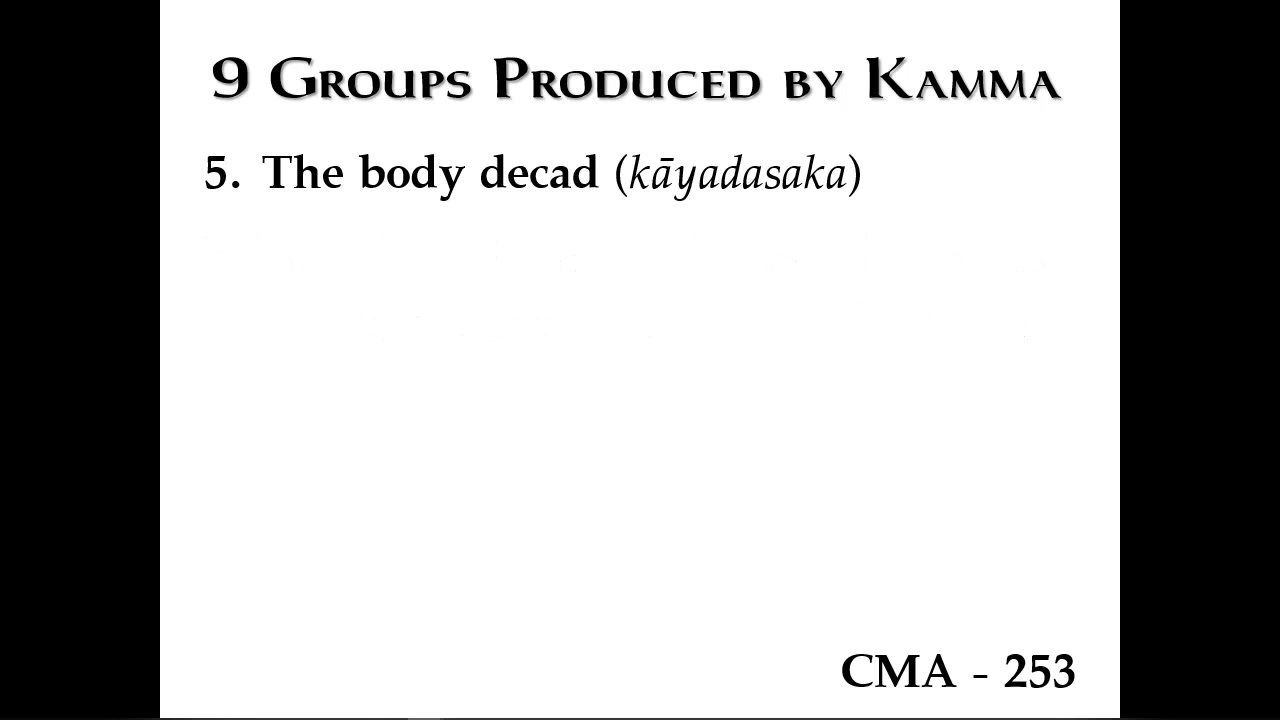 9 Groups Produced by Kamma
5. The body decad (kāyadasaka)
CMA - 253